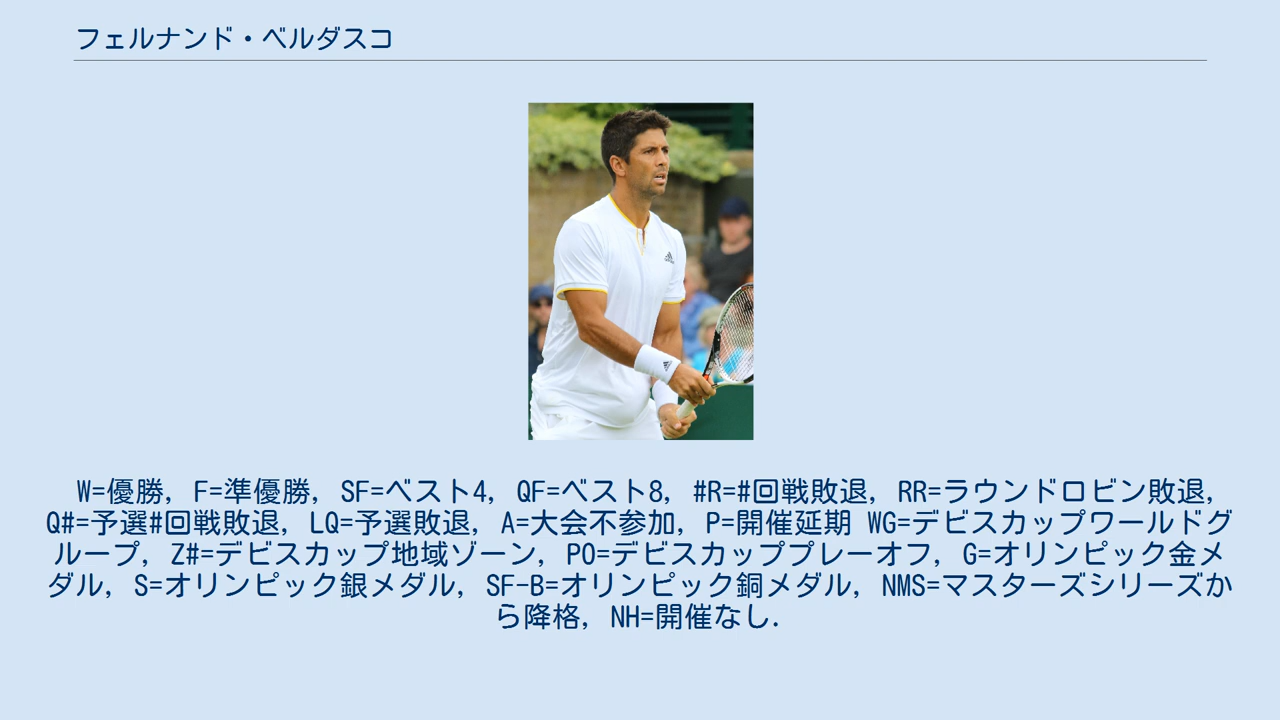 フェルナンド・ベルダスコ
W=優勝, F=準優勝, SF=ベスト4, QF=ベスト8, #R=#回戦敗退, RR=ラウンドロビン敗退,
Q#=予選#回戦敗退, LQ=予選敗退, A=大会不参加, P=開催延期 WG=デビスカップワールドグ
ループ, Z#=デビスカップ地域ゾーン, PO=デビスカッププレーオフ, G=オリンピック金メ
ダル, S=オリンピック銀メダル, SF-B=オリンピック銅メダル, NMS=マスターズシリーズか
ら降格, NH=開催なし.